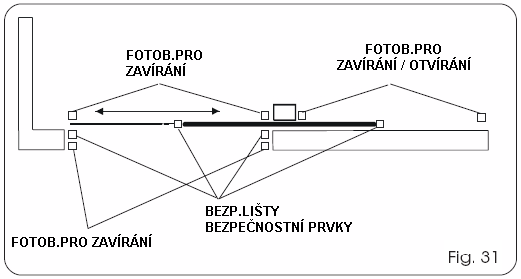 FOTOB.PRO
ZAVÍRÁNÍ
FOTOB.PRO
ZAVÍRÁNÍ / OTVÍRÁNÍ
BEZP.LIŠTY
BEZPEČNOSTNÍ PRVKY
FOTOB.PRO ZAVÍRÁNÍ
Fig. 31